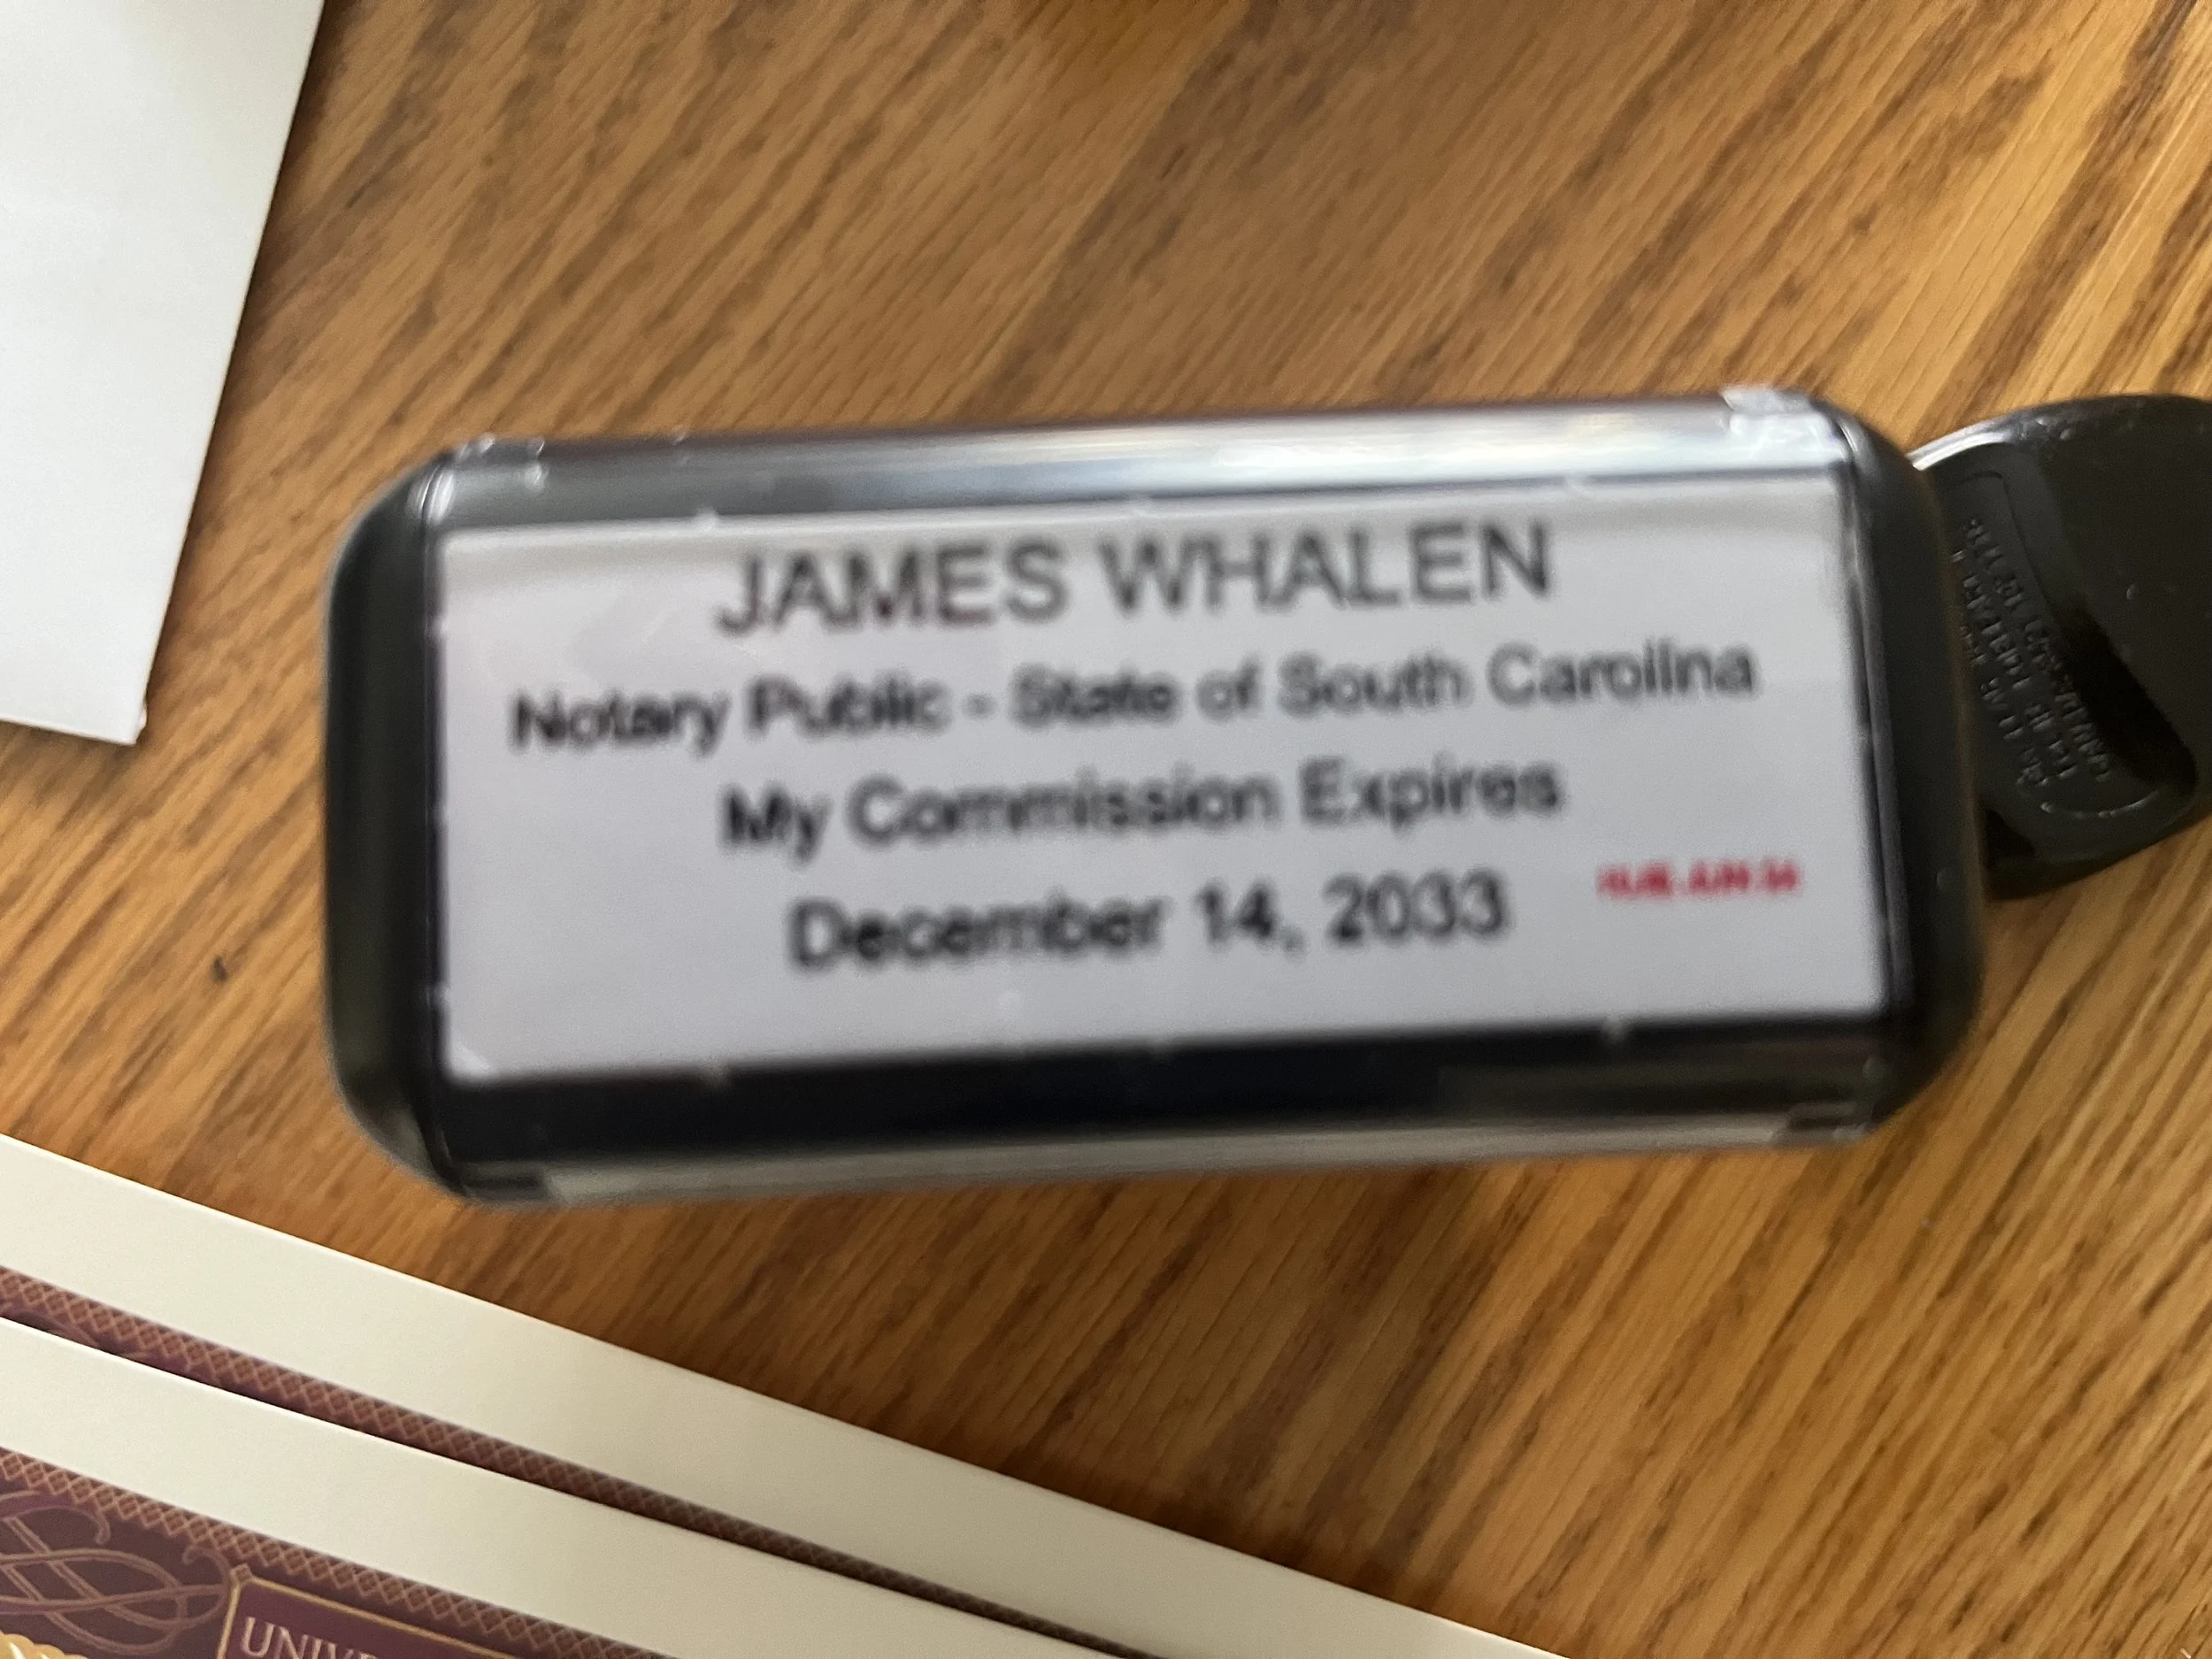 JAMES WHALEN
Notary Public - State of South Carolina
My Commission Expires
December 14, 2033